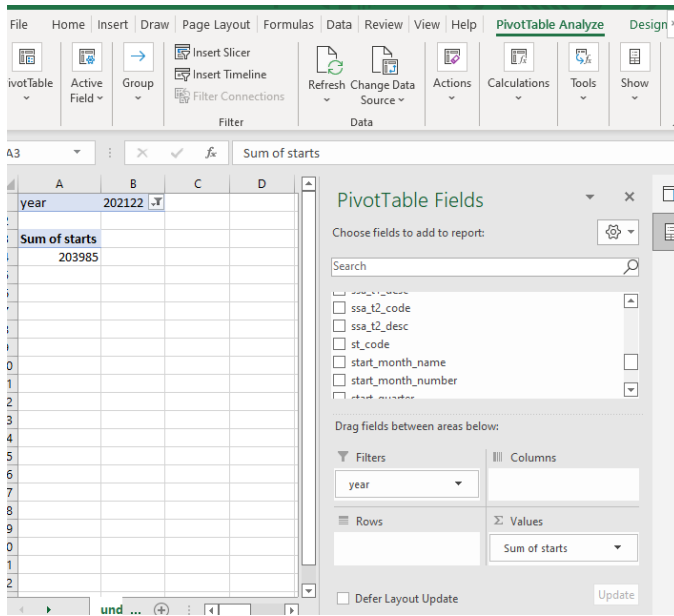 File Home Insert Draw Page Layout Formulas Data Review View Help PivotTable Analyze Design
ivotTable
Active Field
Group
Insert Slicer
Insert Timeline
Filter Connections
Filter
Refresh
Change Data Source
Data
Actions
Calculations
Tools
Show
A3 fx Sum of starts
A B C D
year 202122
Sum of starts
203985
PivotTable Fields
Choose fields to add to report:
Search
ssa_t1_desc
ssa_t2_code
ssa_t2_desc
st_code
start_month_name
start_month_number
start_quarter
Drag fields between areas below:
Filters
Columns
year
Rows
Σ Values
Sum of starts
Defer Layout Update
Update
und ...